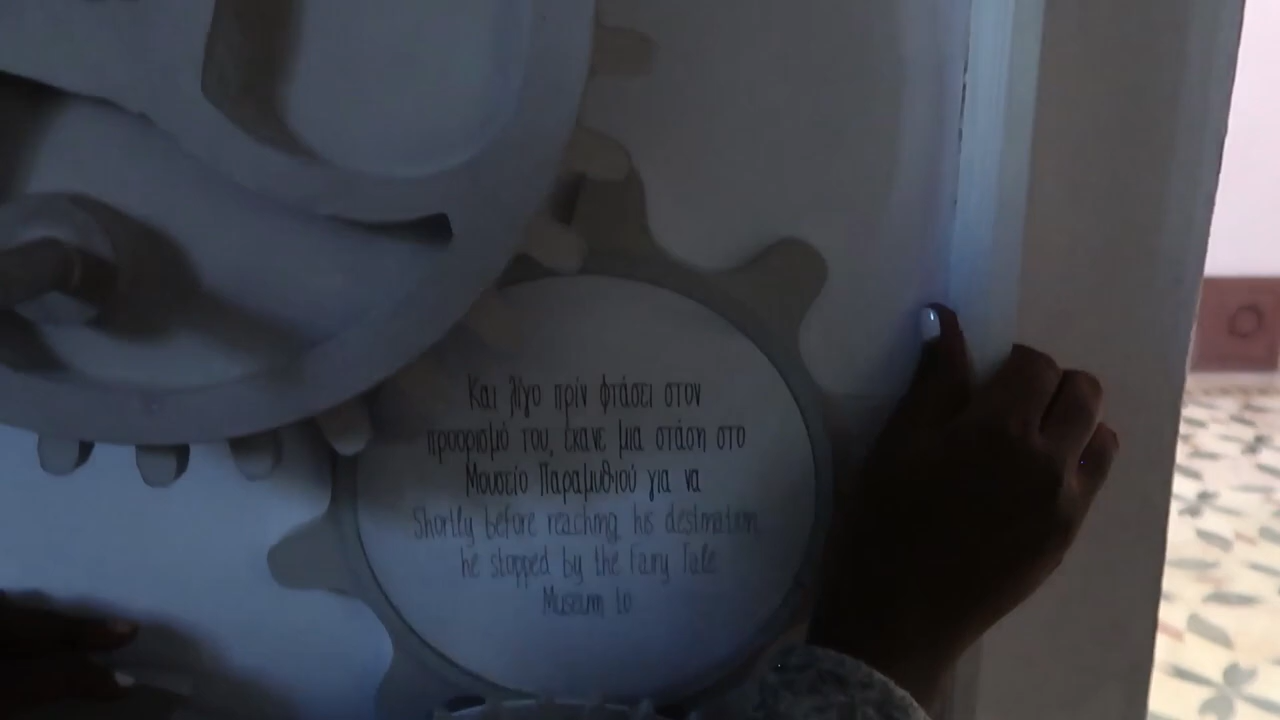 Και λίγο πρίν φτάσει στον
προορισμό του, έκανε μια στάση στο
Μουσείο Παραμυθιού για να
Shortly before reaching his destination
he stopped by the Fairy Tale
Museum to